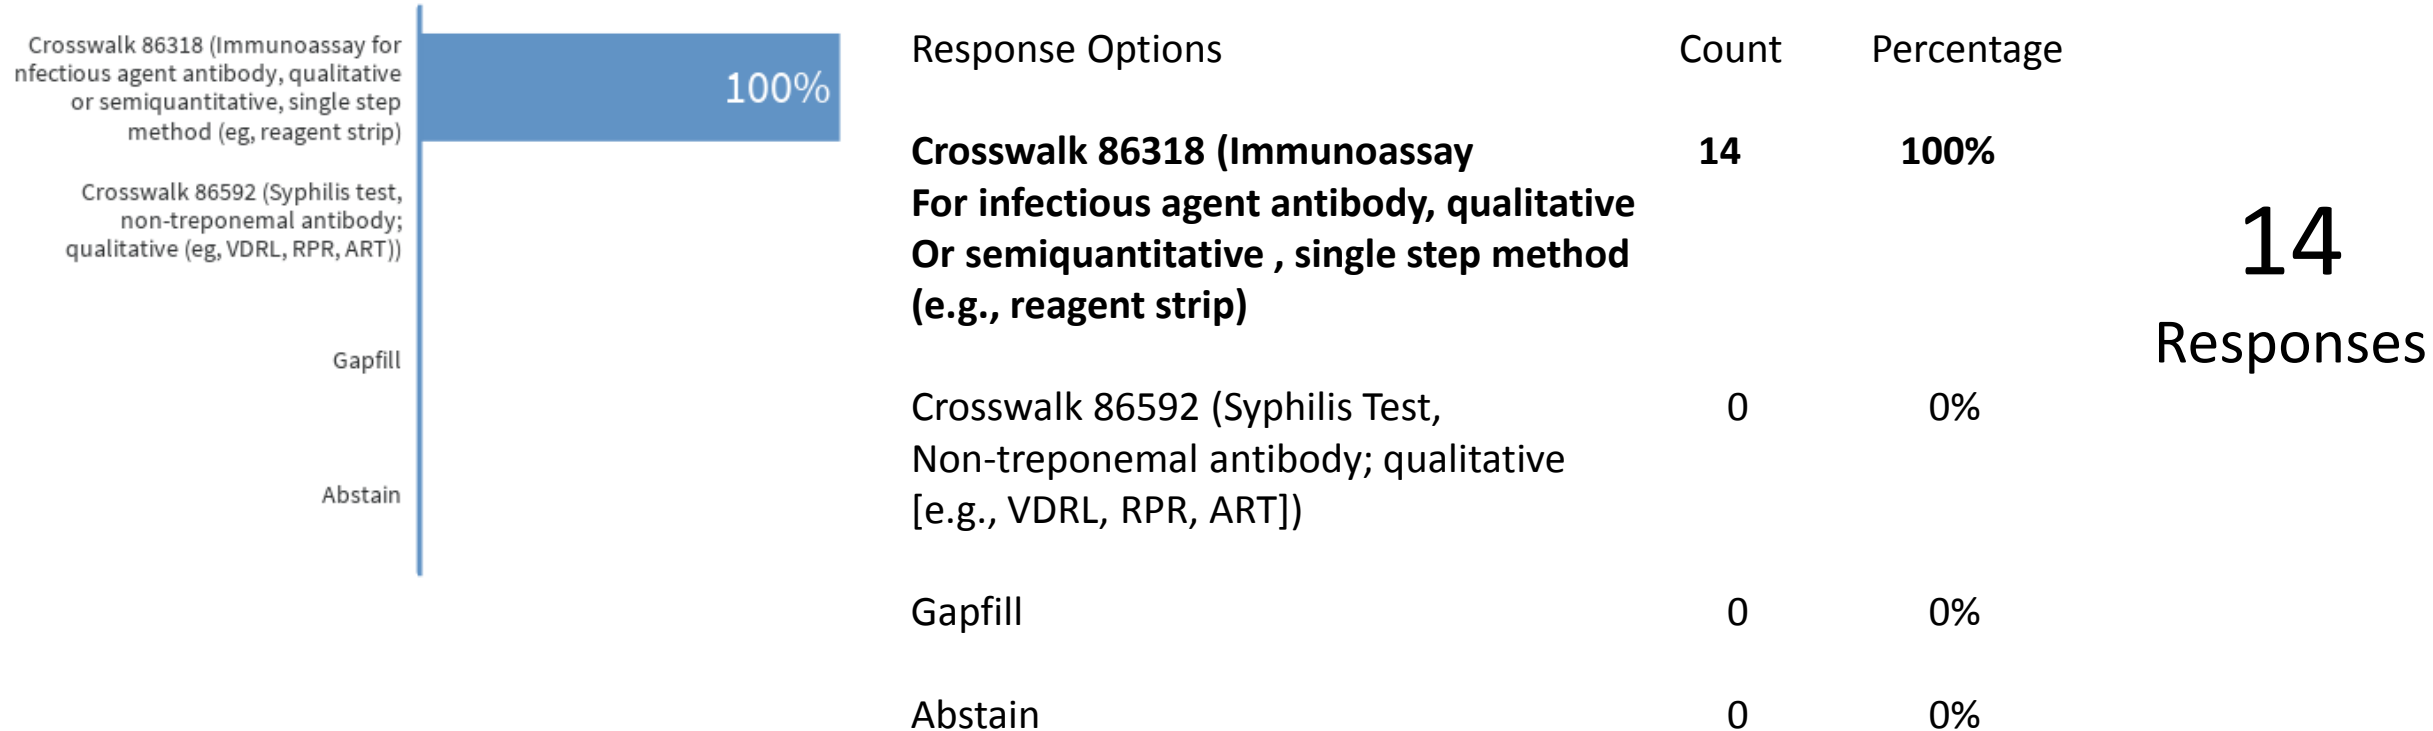 Crosswalk 86318 (Immunoassay for
nfectious agent antibody, qualitative
or semiquantitative, single step
method (eg, reagent strip)
100%
Crosswalk 86592 (Syphilis test,
non-treponemal antibody;
qualitative (eg, VDRL, RPR, ART))
Gapfill
Abstain
Response Options Count Percentage
Crosswalk 86318 (Immunoassay 14 100%
For infectious agent antibody, qualitative
Or semiquantitative , single step method
(e.g., reagent strip)
Crosswalk 86592 (Syphilis Test, 0 0%
Non-treponemal antibody; qualitative
[e.g., VDRL, RPR, ART])
Gapfill 0 0%
Abstain 0 0%
14
Responses